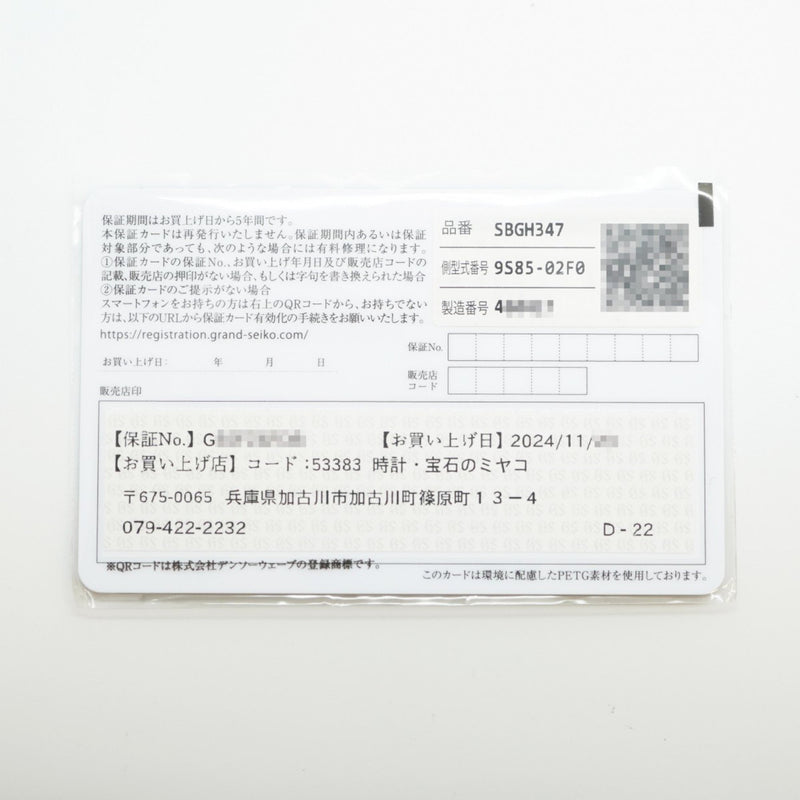 保証期間はお買上げ日から5年間です。
本保証カードは再発行いたしません。保証期間内あるいは保証
対象部分であっても、次のような場合には有料修理になります。
①保証カードの保証No.、お買い上げ年月日及び販売店コードの
記載、販売店の押印がない場合、もしくは字句を書き換えられた場合
②保証カードのご提示がない場合
スマートフォンをお持ちの方は右上のQRコードから、お持ちでない
方は、以下のURLから保証カード有効化の手続きをお願いいたします。
https://registration.grand-seiko.com/
お買い上げ日: 年 月 日
販売店印
品番 SBGH347
側型式番号 9S85-02F0
製造番号 4
保証No.
販売店
コード
【保証No.】G 【お買い上げ日】2024/11/
【お買い上げ店】コード:53383 時計・宝石のミヤコ
〒675-0065 兵庫県加古川市加古川町篠原町13-4
079-422-2232 D-22
※QRコードは株式会社デンソーウェーブの登録商標です。
このカードは環境に配慮したPETG素材を使用しております。